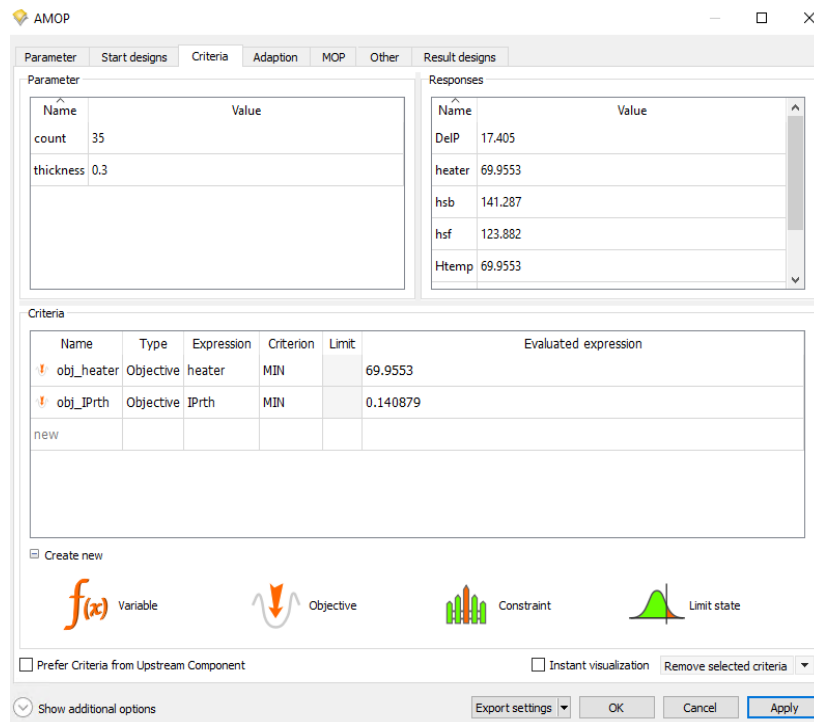 AMOP
Parameter Start designs Criteria Adaption MOP Other Result designs
Parameter
Name Value
count 35
thickness 0.3
Responses
Name Value
DelP 17.405
heater 69.9553
hsb 141.287
hsf 123.882
Htemp 69.9553
Criteria
Name Type Expression Criterion Limit Evaluated expression
obj_heater Objective heater MIN 69.9553
obj_IPrth Objective IPrth MIN 0.140879
new
Create new
f(x) Variable Objective Constraint Limit state
Prefer Criteria from Upstream Component Instant visualization Remove selected criteria
Show additional options Export settings OK Cancel Apply